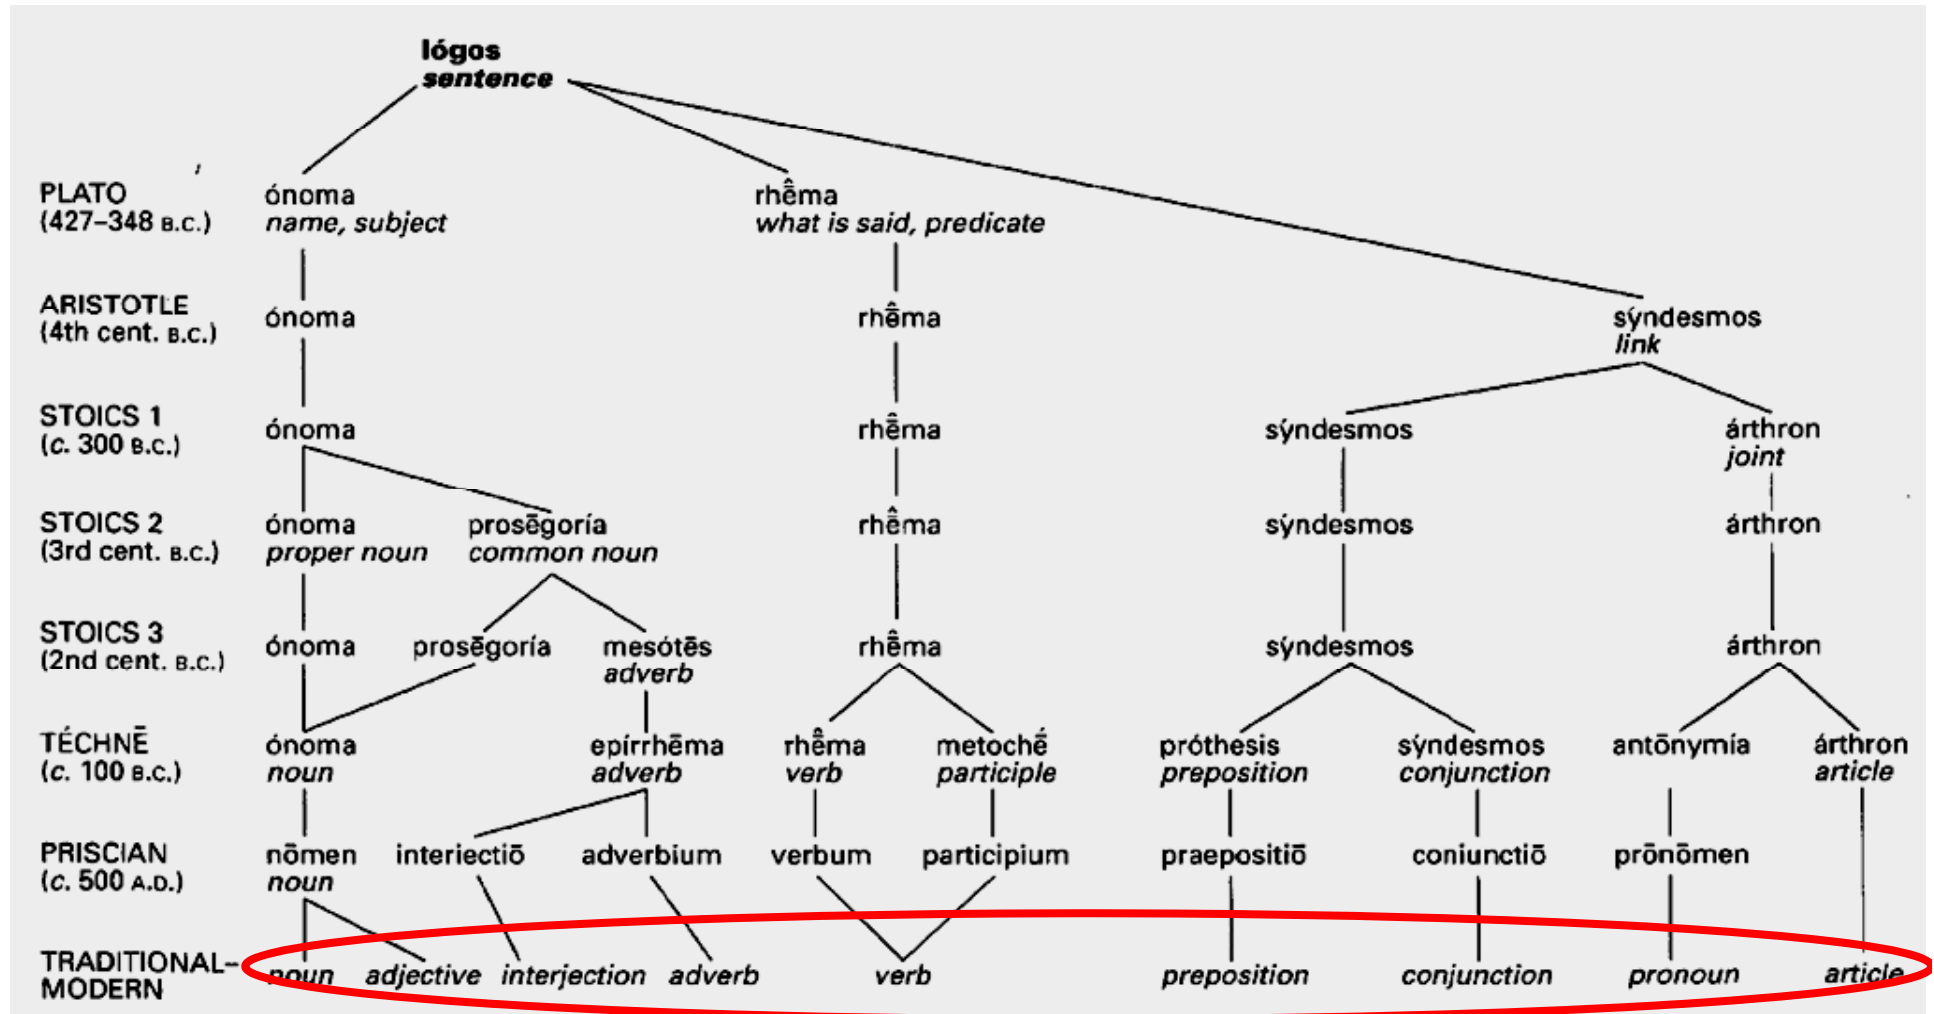 lógos
sentence
PLATO ónoma rhêma
(427–348 B.C.) name, subject what is said, predicate
ARISTOTLE ónoma rhêma sýndesmos
(4th cent. B.C.) link
STOICS 1 ónoma rhêma sýndesmos árthron
(c. 300 B.C.) joint
STOICS 2 ónoma prosēgoría rhêma sýndesmos árthron
(3rd cent. B.C.) proper noun common noun
STOICS 3 ónoma prosēgoría mesótēs rhêma sýndesmos árthron
(2nd cent. B.C.) adverb
TÉCHNĒ ónoma epírrhēma rhêma metochḗ próthesis sýndesmos antōnymía árthron
(c. 100 B.C.) noun adverb verb participle preposition conjunction article
PRISCIAN nōmen interiectiō adverbium verbum participium praepositiō coniunctiō prōnōmen
(c. 500 A.D.) noun
TRADITIONAL–
MODERN noun adjective interjection adverb verb preposition conjunction pronoun article